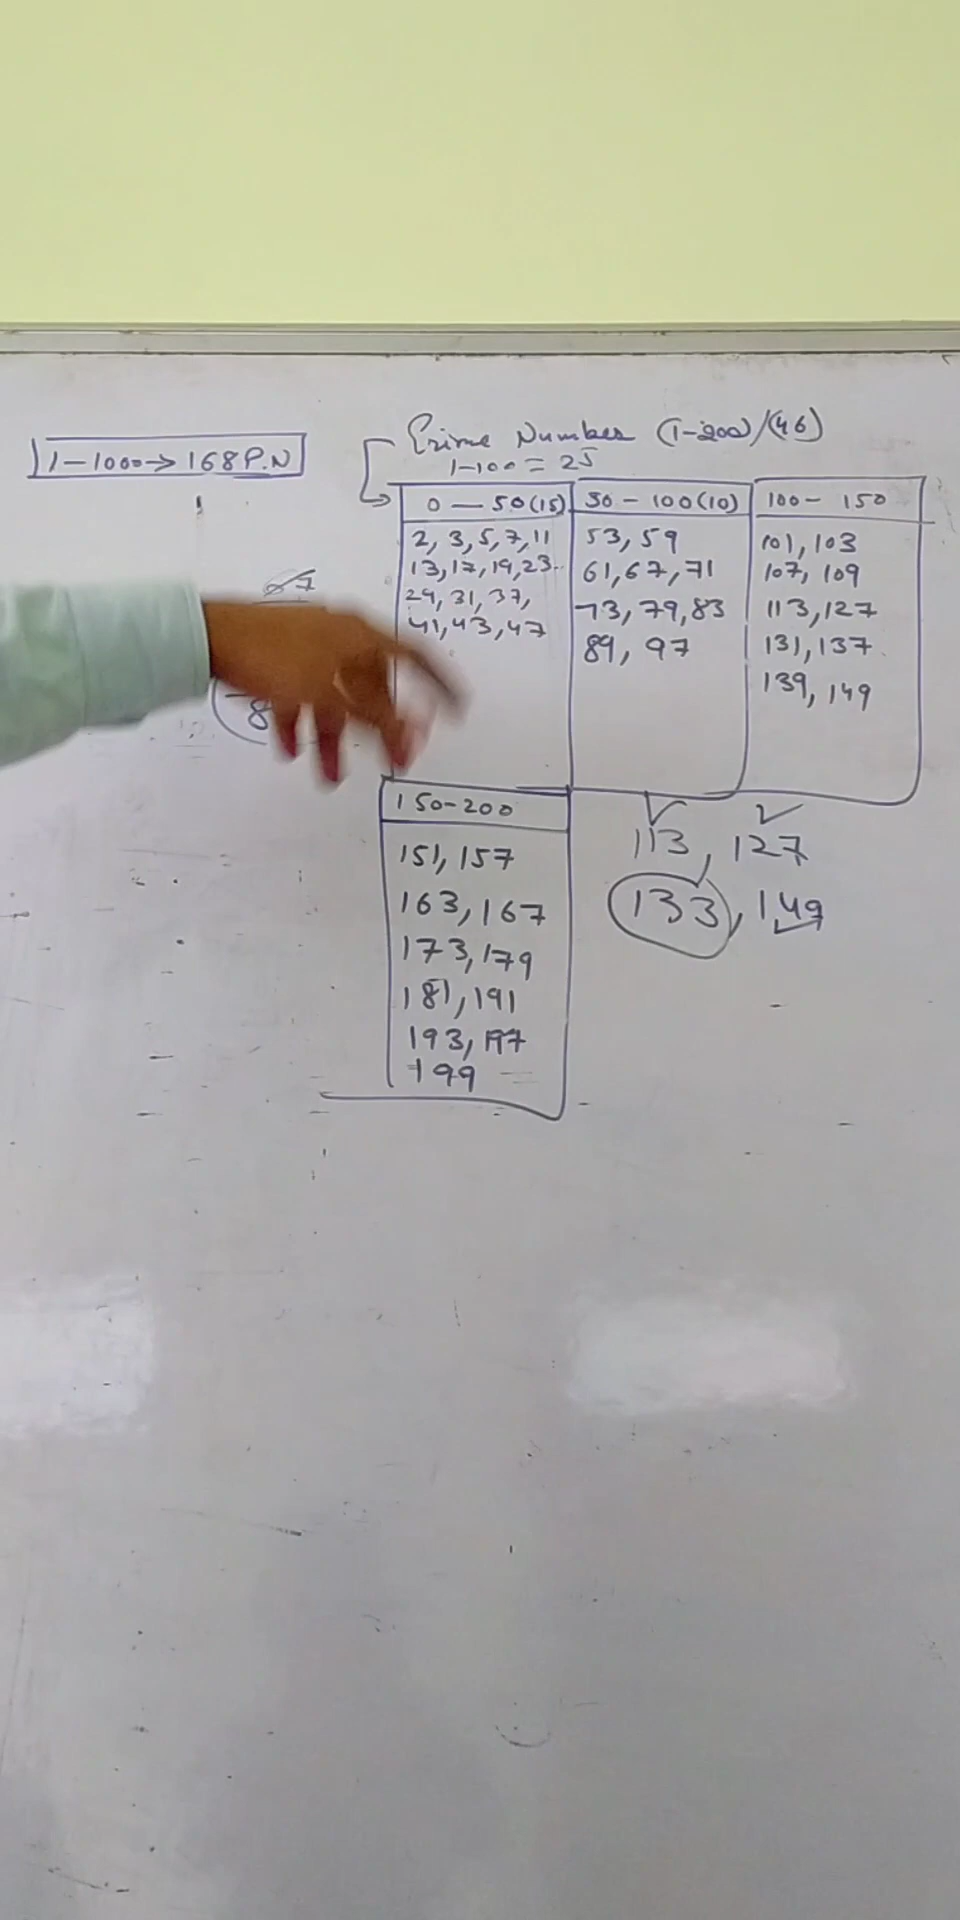 1-1000→ 168 P.N
Prime Number (1-200)/(46)
1-100 = 25
0 — 50(15)
2, 3, 5, 7, 11
13, 17, 19, 23
29, 31, 37,
41, 43, 47
50 - 100(10)
53, 59
61, 67, 71
73, 79, 83
89, 97
100 - 150
101, 103
107, 109
113, 127
131, 137
139, 149
150-200
151, 157
163, 167
173, 179
181, 191
193, 197
199
113, 127
133, 149